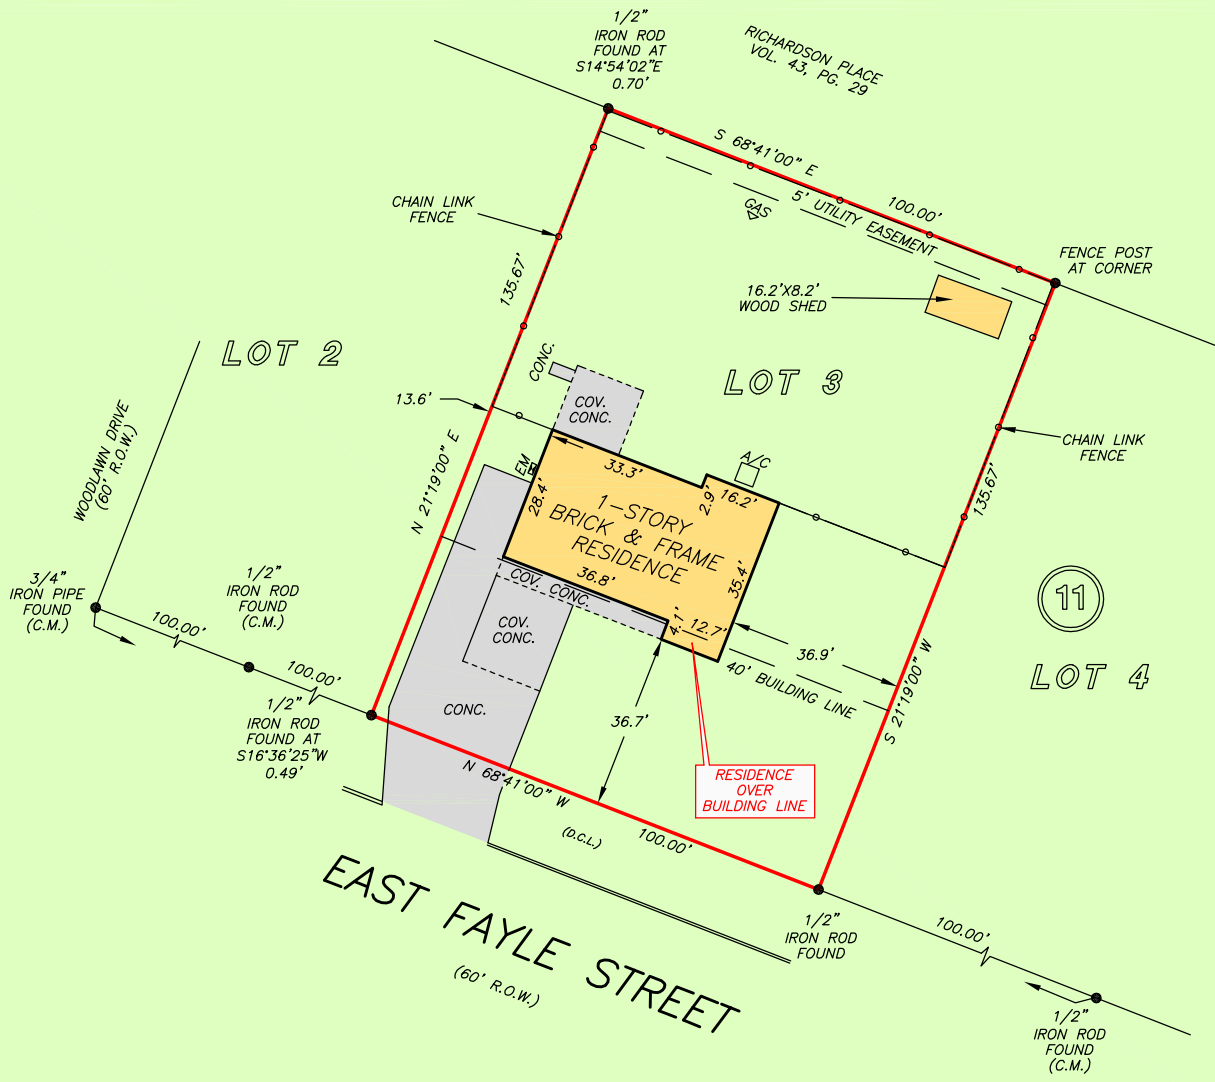 1/2"
IRON ROD
FOUND AT
S14°54'02"E
0.70'
RICHARDSON PLACE
VOL. 43, PG. 29
S 68°41'00" E
100.00'
5' UTILITY EASEMENT
GAS
CHAIN LINK
FENCE
FENCE POST
AT CORNER
135.67'
16.2'X8.2'
WOOD SHED
LOT 2
LOT 3
CONC.
COV.
CONC.
13.6'
WOODLAWN DRIVE
(60' R.O.W.)
N 21°19'00" E
EM
33.3'
A/C
2.9'
16.2'
28.4'
1-STORY
BRICK & FRAME
RESIDENCE
35.4'
36.8'
CHAIN LINK
FENCE
135.67'
3/4"
IRON PIPE
FOUND
(C.M.)
1/2"
IRON ROD
FOUND
(C.M.)
COV. CONC.
COV.
CONC.
4.1'
12.7'
36.9'
40' BUILDING LINE
11
LOT 4
100.00'
100.00'
S 21°19'00" W
1/2"
IRON ROD
FOUND AT
S16°36'25"W
0.49'
CONC.
36.7'
N 68°41'00" W
100.00'
(D.C.L.)
RESIDENCE
OVER
BUILDING LINE
EAST FAYLE STREET
(60' R.O.W.)
1/2"
IRON ROD
FOUND
100.00'
1/2"
IRON ROD
FOUND
(C.M.)